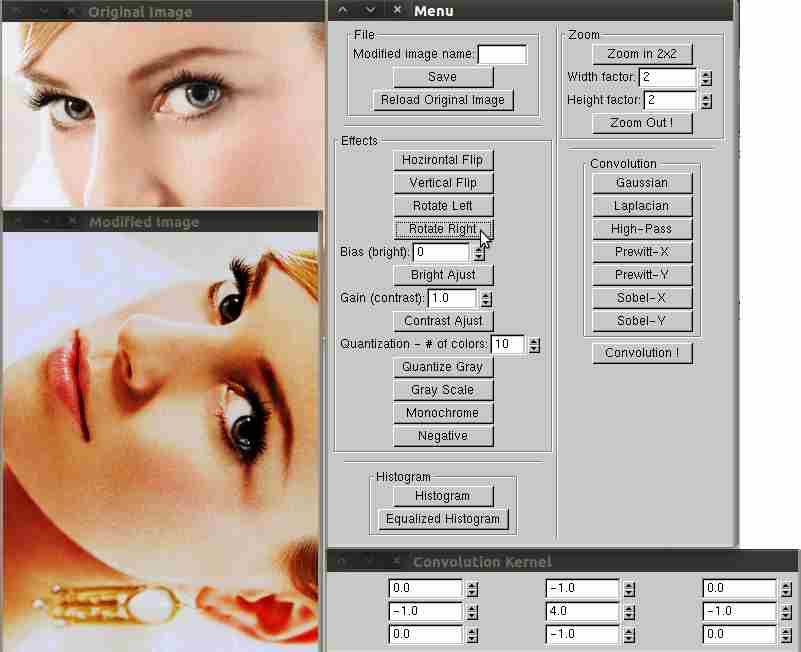 Original Image
Modified Image
Menu
File
Modified image name:
Save
Reload Original Image
Effects
Hozirontal Flip
Vertical Flip
Rotate Left
Rotate Right
Bias (bright): 0
Bright Ajust
Gain (contrast): 1.0
Contrast Ajust
Quantization - # of colors: 10
Quantize Gray
Gray Scale
Monochrome
Negative
Histogram
Histogram
Equalized Histogram
Zoom
Zoom in 2x2
Width factor: 2
Height factor: 2
Zoom Out !
Convolution
Gaussian
Laplacian
High-Pass
Prewitt-X
Prewitt-Y
Sobel-X
Sobel-Y
Convolution !
Convolution Kernel
0.0 -1.0 0.0
-1.0 4.0 -1.0
0.0 -1.0 0.0